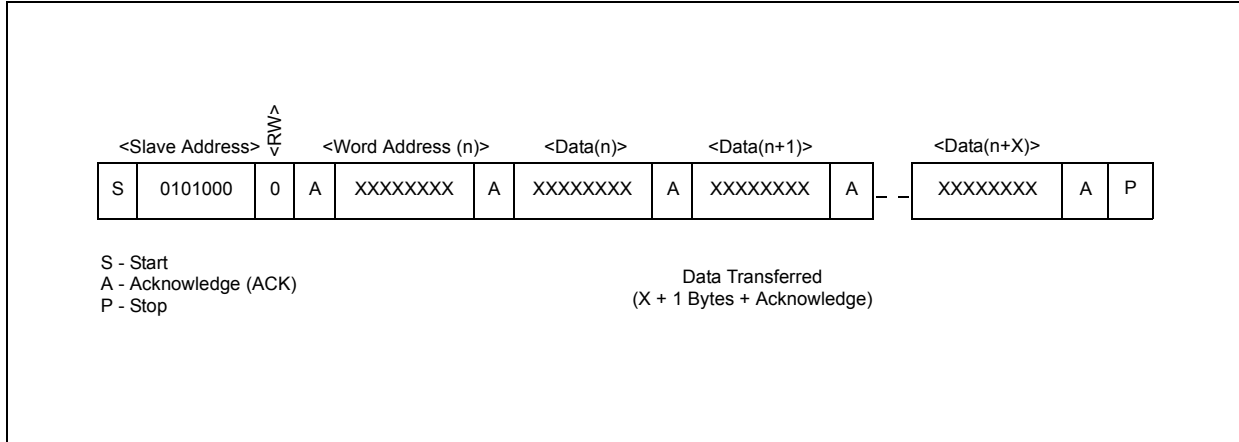 <Slave Address> <RW> <Word Address (n)> <Data(n)> <Data(n+1)> <Data(n+X)>
S 0101000 0 A XXXXXXXX A XXXXXXXX A XXXXXXXX A XXXXXXXX A P
S - Start
A - Acknowledge (ACK)
P - Stop
Data Transferred
(X + 1 Bytes + Acknowledge)